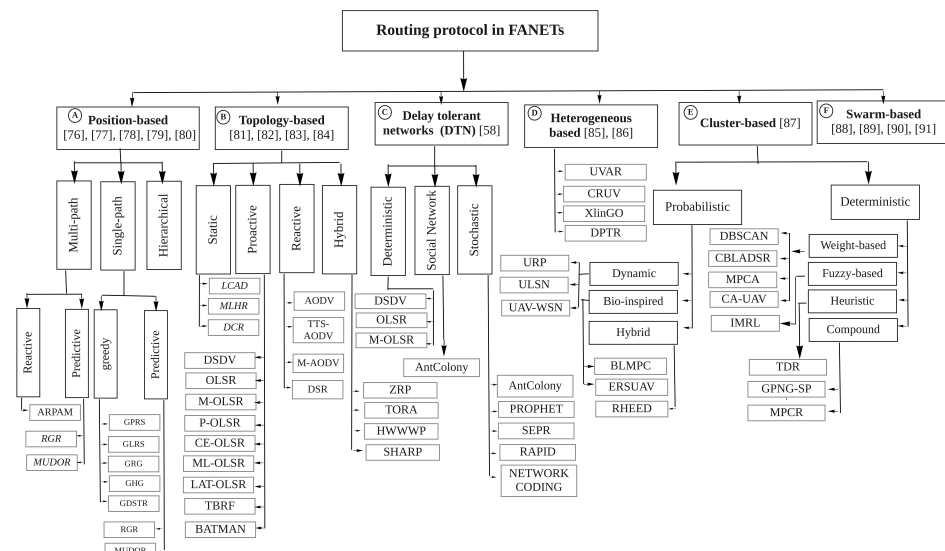 Routing protocol in FANETs
A
Position-based
[76], [77], [78], [79], [80]
B
Topology-based
[81], [82], [83], [84]
C
Delay tolerant
networks (DTN) [58]
D
Heterogeneous
based [85], [86]
E
Cluster-based [87]
F
Swarm-based
[88], [89], [90], [91]
Multi-path
Single-path
Hierarchical
Reactive
Predictive
greedy
Predictive
ARPAM
RGR
MUDOR
GPRS
GLRS
GRG
GHG
GDSTR
RGR
MUDOR
Static
Proactive
Reactive
Hybrid
LCAD
MLHR
DCR
DSDV
OLSR
M-OLSR
P-OLSR
CE-OLSR
ML-OLSR
LAT-OLSR
TBRF
BATMAN
AODV
TTS-
AODV
M-AODV
DSR
ZRP
TORA
HWWWP
SHARP
Deterministic
Social Network
Stochastic
DSDV
OLSR
M-OLSR
AntColony
AntColony
PROPHET
SEPR
RAPID
NETWORK
CODING
UVAR
CRUV
XlinGO
DPTR
Probabilistic
Deterministic
Dynamic
Bio-inspired
Hybrid
URP
ULSN
UAV-WSN
BLMPC
ERSUAV
RHEED
Weight-based
Fuzzy-based
Heuristic
Compound
DBSCAN
CBLADSR
MPCA
CA-UAV
IMRL
TDR
GPNG-SP
MPCR